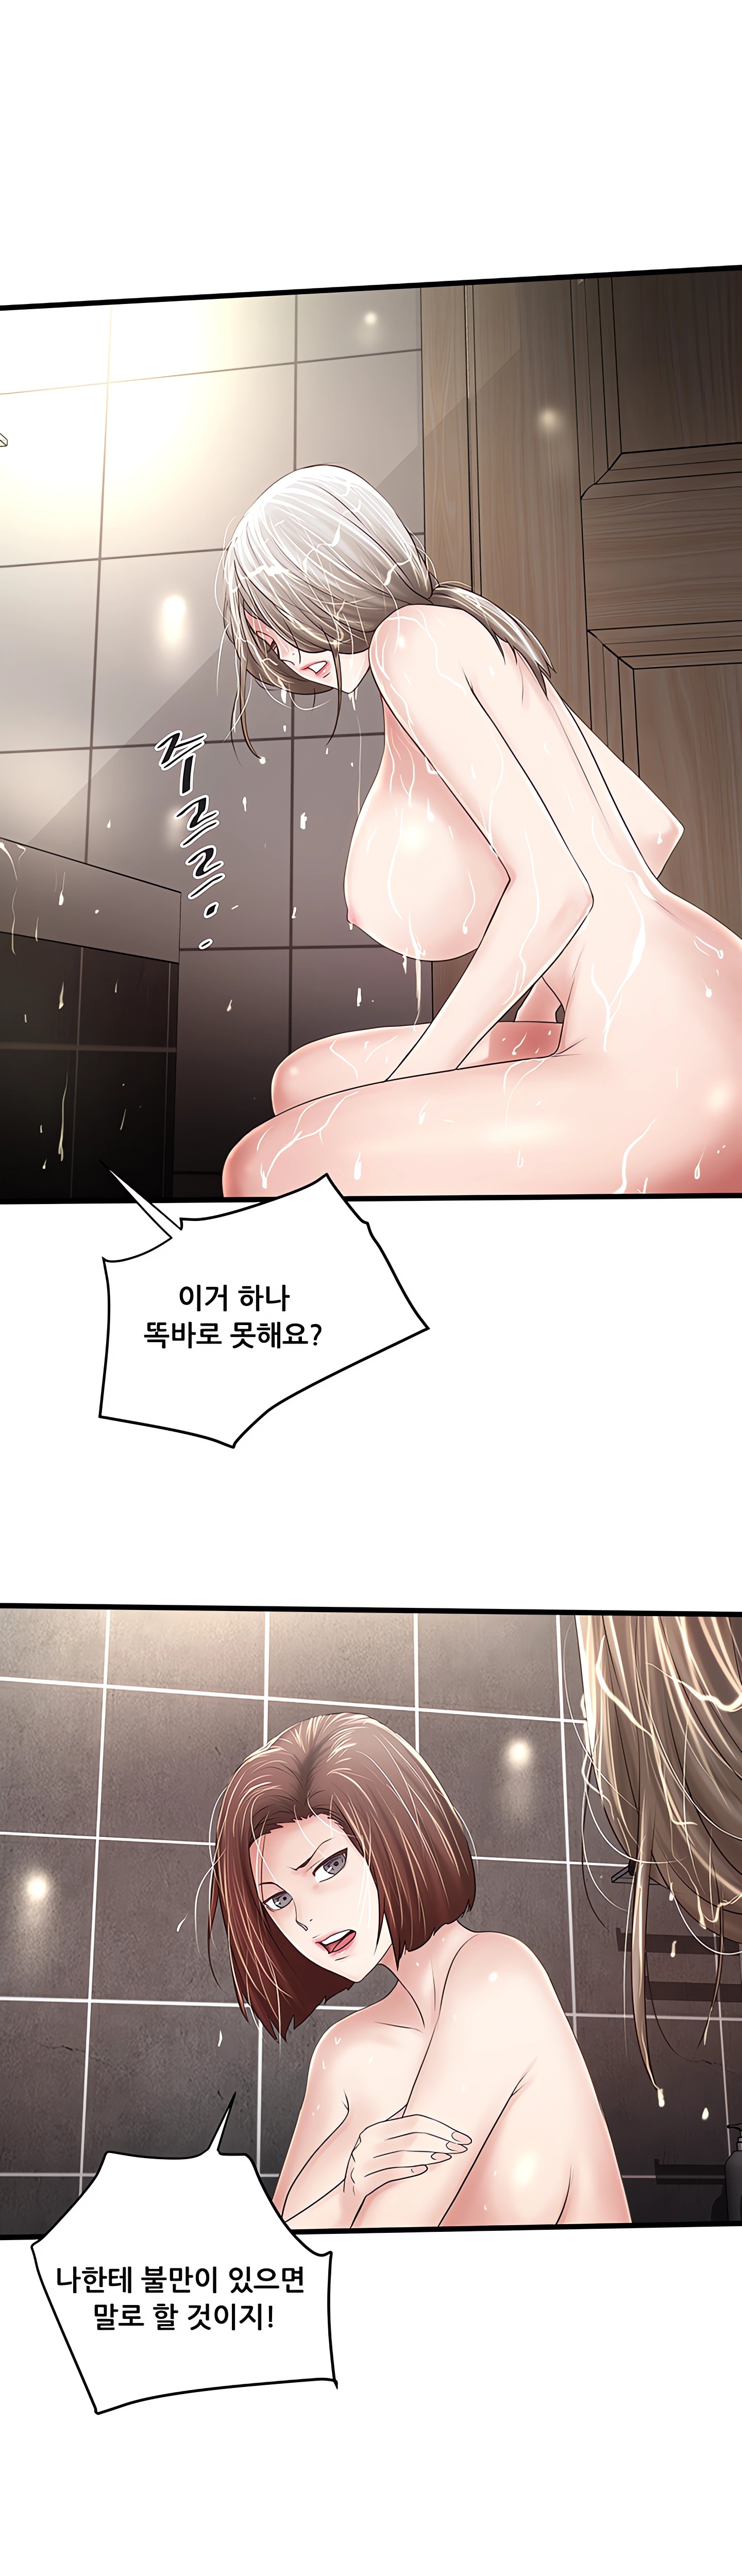 주르르..
이거 하나
똑바로 못해요?
나한테 불만이 있으면
말로 할 것이지!